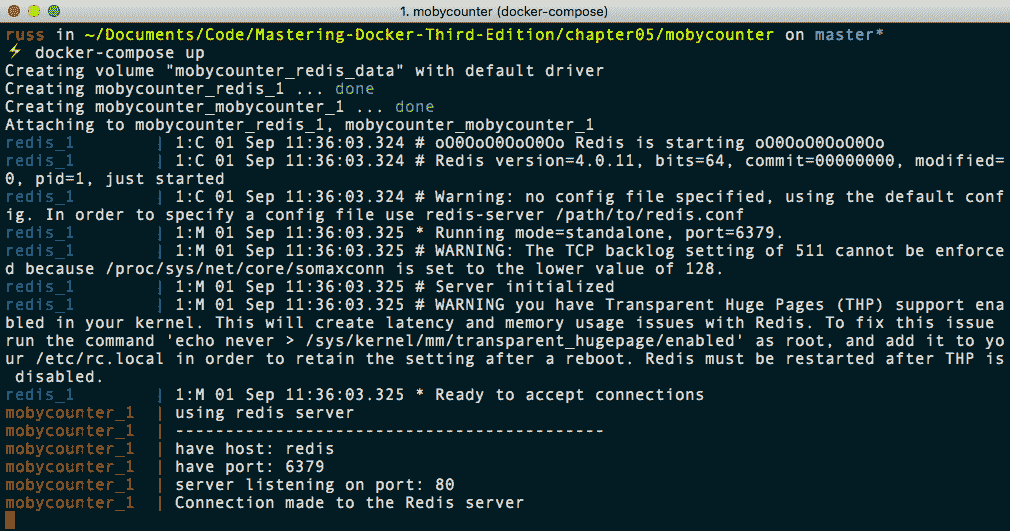 1. mobycounter (docker-compose)
russ in ~/Documents/Code/Mastering-Docker-Third-Edition/chapter05/mobycounter on master*
⚡ docker-compose up
Creating volume "mobycounter_redis_data" with default driver
Creating mobycounter_redis_1 ... done
Creating mobycounter_mobycounter_1 ... done
Attaching to mobycounter_redis_1, mobycounter_mobycounter_1
redis_1        | 1:C 01 Sep 11:36:03.324 # oO0OoO0OoO0Oo Redis is starting oO0OoO0OoO0Oo
redis_1        | 1:C 01 Sep 11:36:03.324 # Redis version=4.0.11, bits=64, commit=00000000, modified=
0, pid=1, just started
redis_1        | 1:C 01 Sep 11:36:03.324 # Warning: no config file specified, using the default conf
ig. In order to specify a config file use redis-server /path/to/redis.conf
redis_1        | 1:M 01 Sep 11:36:03.325 * Running mode=standalone, port=6379.
redis_1        | 1:M 01 Sep 11:36:03.325 # WARNING: The TCP backlog setting of 511 cannot be enforce
d because /proc/sys/net/core/somaxconn is set to the lower value of 128.
redis_1        | 1:M 01 Sep 11:36:03.325 # Server initialized
redis_1        | 1:M 01 Sep 11:36:03.325 # WARNING you have Transparent Huge Pages (THP) support ena
bled in your kernel. This will create latency and memory usage issues with Redis. To fix this issue
run the command 'echo never > /sys/kernel/mm/transparent_hugepage/enabled' as root, and add it to yo
ur /etc/rc.local in order to retain the setting after a reboot. Redis must be restarted after THP is
 disabled.
redis_1        | 1:M 01 Sep 11:36:03.325 * Ready to accept connections
mobycounter_1  | using redis server
mobycounter_1  | -------------------------------------------
mobycounter_1  | have host: redis
mobycounter_1  | have port: 6379
mobycounter_1  | server listening on port: 80
mobycounter_1  | Connection made to the Redis server